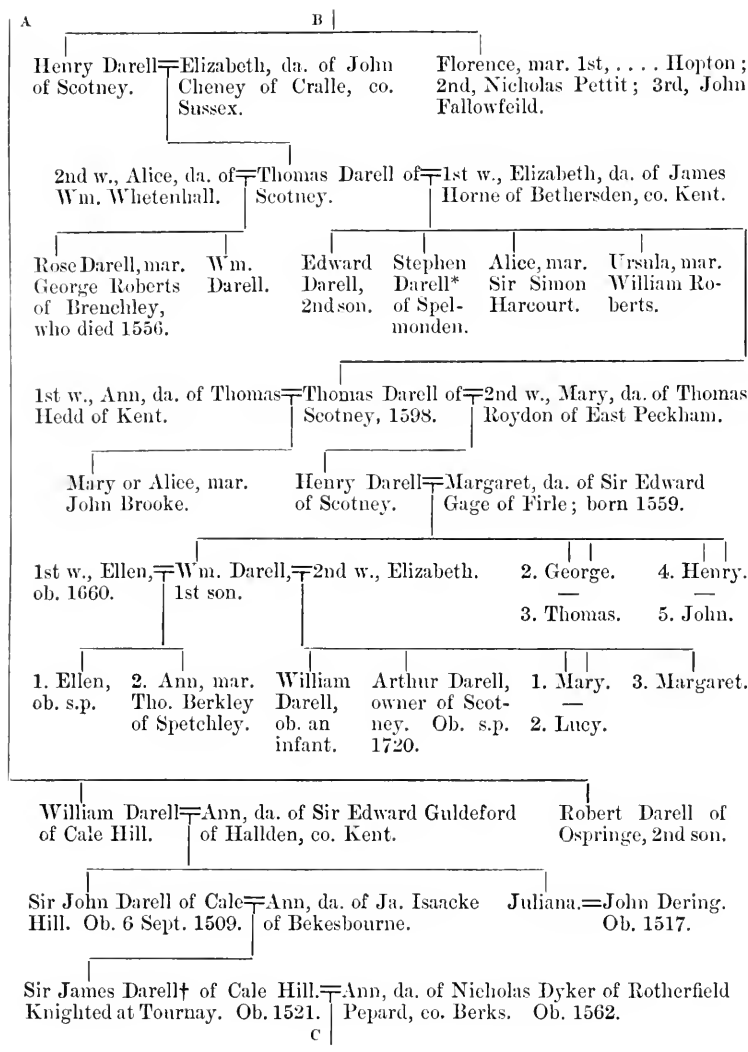 A B
Henry Darell=Elizabeth, da. of John Florence, mar. 1st, . . . . Hopton;
of Scotney. Cheney of Cralle, co. 2nd, Nicholas Pettit; 3rd, John
Sussex. Fallowfeild.
2nd w., Alice, da. of=Thomas Darell of=1st w., Elizabeth, da. of James
Wm. Whetenhall. Scotney. Horne of Bethersden, co. Kent.
Rose Darell, mar. Wm. Edward Stephen Alice, mar. Ursula, mar.
George Roberts Darell. Darell, Darell* Sir Simon William Ro-
of Brenchley, 2nd son. of Spel- Harcourt. berts.
who died 1556. monden.
1st w., Ann, da. of Thomas=Thomas Darell of=2nd w., Mary, da. of Thomas
Hedd of Kent. Scotney, 1598. Roydon of East Peckham.
Mary or Alice, mar. Henry Darell=Margaret, da. of Sir Edward
John Brooke. of Scotney. Gage of Firle; born 1559.
1st w., Ellen,=Wm. Darell,=2nd w., Elizabeth. 2. George. 4. Henry.
ob. 1660. 1st son. — —
3. Thomas. 5. John.
1. Ellen, 2. Ann, mar. William Arthur Darell, 1. Mary. 3. Margaret.
ob. s.p. Tho. Berkley Darell, owner of Scot- —
of Spetchley. ob. an ney. Ob. s.p. 2. Lucy.
infant. 1720.
William Darell=Ann, da. of Sir Edward Guldeford Robert Darell of
of Cale Hill. of Hallden, co. Kent. Ospringe, 2nd son.
Sir John Darell of Cale=Ann, da. of Ja. Isaacke Juliana.=John Dering.
Hill. Ob. 6 Sept. 1509. of Bekesbourne. Ob. 1517.
Sir James Darell† of Cale Hill.=Ann, da. of Nicholas Dyker of Rotherfield
Knighted at Tournay. Ob. 1521. Pepard, co. Berks. Ob. 1562.
C